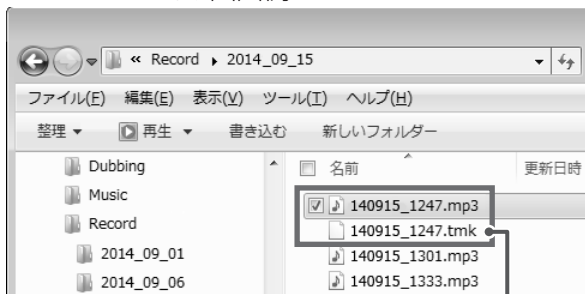 « Record ▸ 2014_09_15
ファイル(F) 編集(E) 表示(V) ツール(T) ヘルプ(H)
整理 ▼ 再生 ▼ 書き込む 新しいフォルダー
Dubbing
Music
Record
2014_09_01
2014_09_06
名前 更新日時
140915_1247.mp3
140915_1247.tmk
140915_1301.mp3
140915_1333.mp3